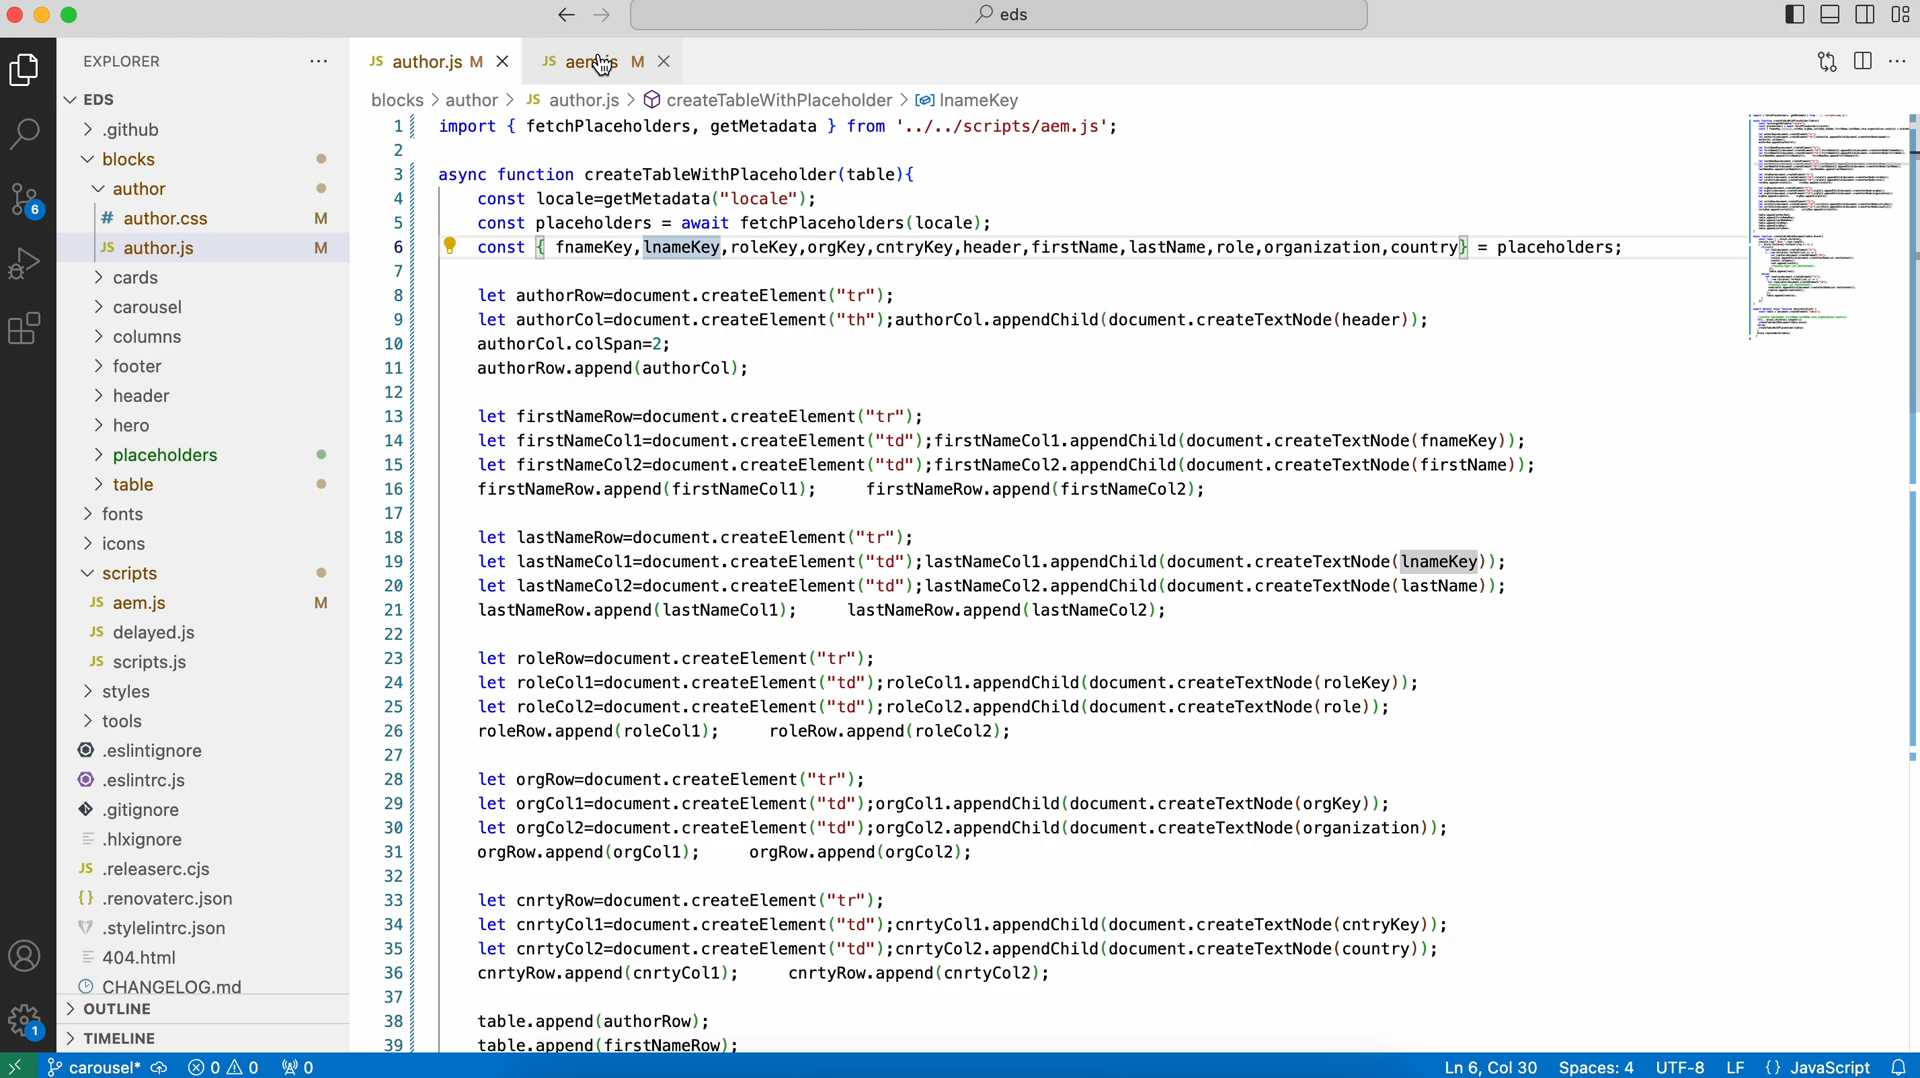 eds
EXPLORER
EDS
.github
blocks
author
# author.css M
JS author.js M
cards
carousel
columns
footer
header
hero
placeholders
table
fonts
icons
scripts
JS aem.js M
JS delayed.js
JS scripts.js
styles
tools
.eslintignore
.eslintrc.js
.gitignore
.hlxignore
JS .releaserc.cjs
{} .renovaterc.json
.stylelintrc.json
404.html
CHANGELOG.md
OUTLINE
TIMELINE
6
1
JS author.js M
JS M
blocks > author > JS author.js > createTableWithPlaceholder > lnameKey
1 import { fetchPlaceholders, getMetadata } from '../../scripts/aem.js';
2
3 async function createTableWithPlaceholder(table){
4 const locale=getMetadata("locale");
5 const placeholders = await fetchPlaceholders(locale);
6 const { fnameKey,lnameKey,roleKey,orgKey,cntryKey,header,firstName,lastName,role,organization,country} = placeholders;
7
8 let authorRow=document.createElement("tr");
9 let authorCol=document.createElement("th");authorCol.appendChild(document.createTextNode(header));
10 authorCol.colSpan=2;
11 authorRow.append(authorCol);
12
13 let firstNameRow=document.createElement("tr");
14 let firstNameCol1=document.createElement("td");firstNameCol1.appendChild(document.createTextNode(fnameKey));
15 let firstNameCol2=document.createElement("td");firstNameCol2.appendChild(document.createTextNode(firstName));
16 firstNameRow.append(firstNameCol1); firstNameRow.append(firstNameCol2);
17
18 let lastNameRow=document.createElement("tr");
19 let lastNameCol1=document.createElement("td");lastNameCol1.appendChild(document.createTextNode(lnameKey));
20 let lastNameCol2=document.createElement("td");lastNameCol2.appendChild(document.createTextNode(lastName));
21 lastNameRow.append(lastNameCol1); lastNameRow.append(lastNameCol2);
22
23 let roleRow=document.createElement("tr");
24 let roleCol1=document.createElement("td");roleCol1.appendChild(document.createTextNode(roleKey));
25 let roleCol2=document.createElement("td");roleCol2.appendChild(document.createTextNode(role));
26 roleRow.append(roleCol1); roleRow.append(roleCol2);
27
28 let orgRow=document.createElement("tr");
29 let orgCol1=document.createElement("td");orgCol1.appendChild(document.createTextNode(orgKey));
30 let orgCol2=document.createElement("td");orgCol2.appendChild(document.createTextNode(organization));
31 orgRow.append(orgCol1); orgRow.append(orgCol2);
32
33 let cnrtyRow=document.createElement("tr");
34 let cnrtyCol1=document.createElement("td");cnrtyCol1.appendChild(document.createTextNode(cntryKey));
35 let cnrtyCol2=document.createElement("td");cnrtyCol2.appendChild(document.createTextNode(country));
36 cnrtyRow.append(cnrtyCol1); cnrtyRow.append(cnrtyCol2);
37
38 table.append(authorRow);
39 table.append(firstNameRow);
carousel* 0 0 0 Ln 6, Col 30 Spaces: 4 UTF-8 LF {} JavaScript